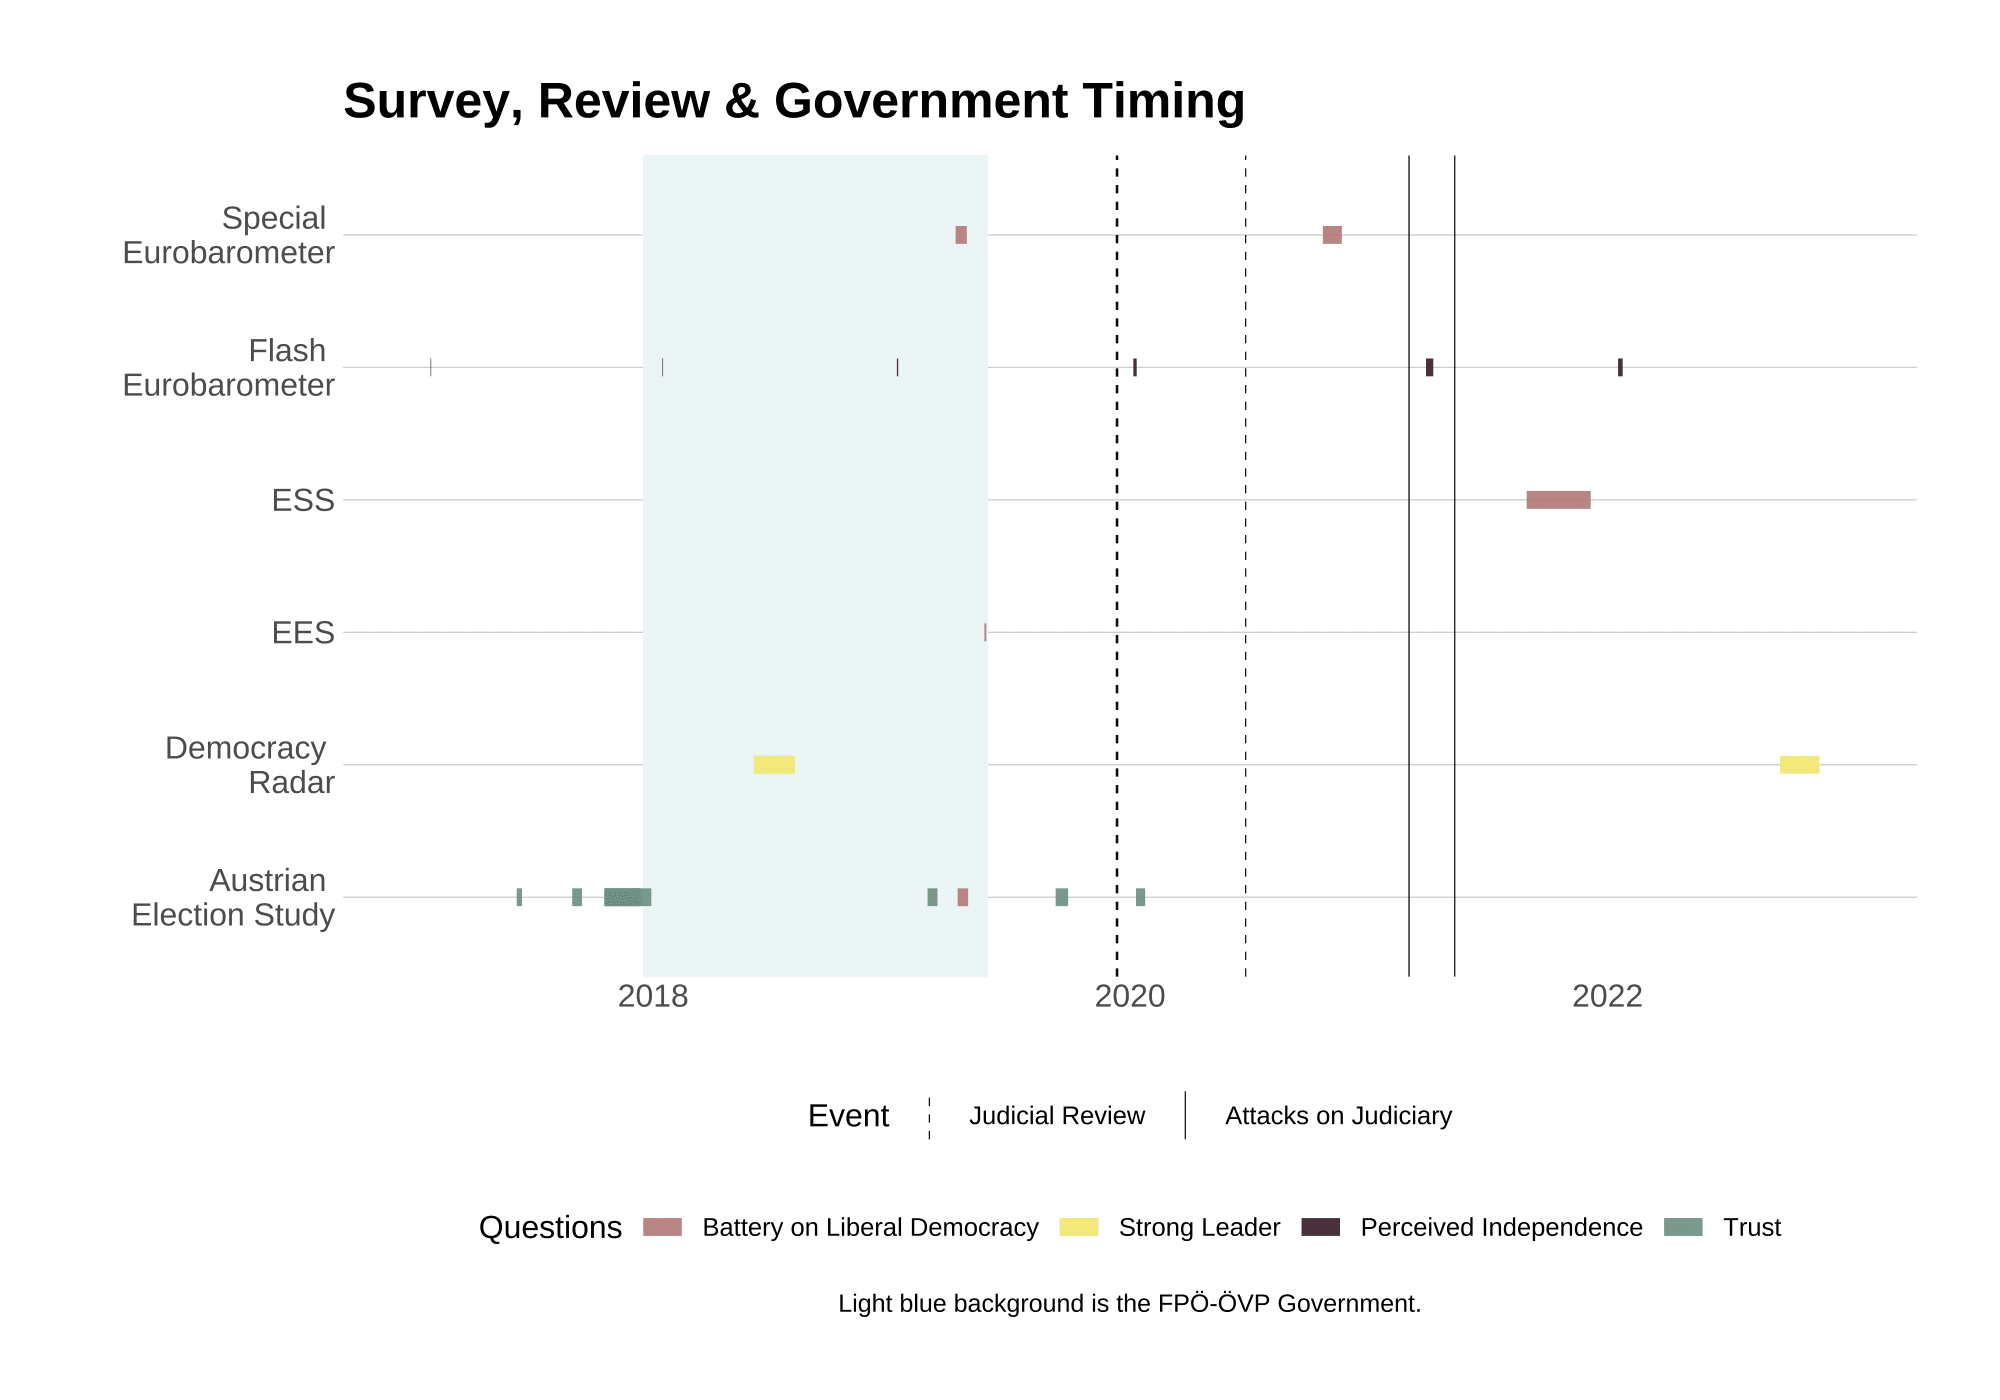 Survey, Review & Government Timing
Special
Eurobarometer
Flash
Eurobarometer
ESS
EES
Democracy
Radar
Austrian
Election Study
2018 2020 2022
Event Judicial Review Attacks on Judiciary
Questions Battery on Liberal Democracy Strong Leader Perceived Independence Trust
Light blue background is the FPÖ-ÖVP Government.